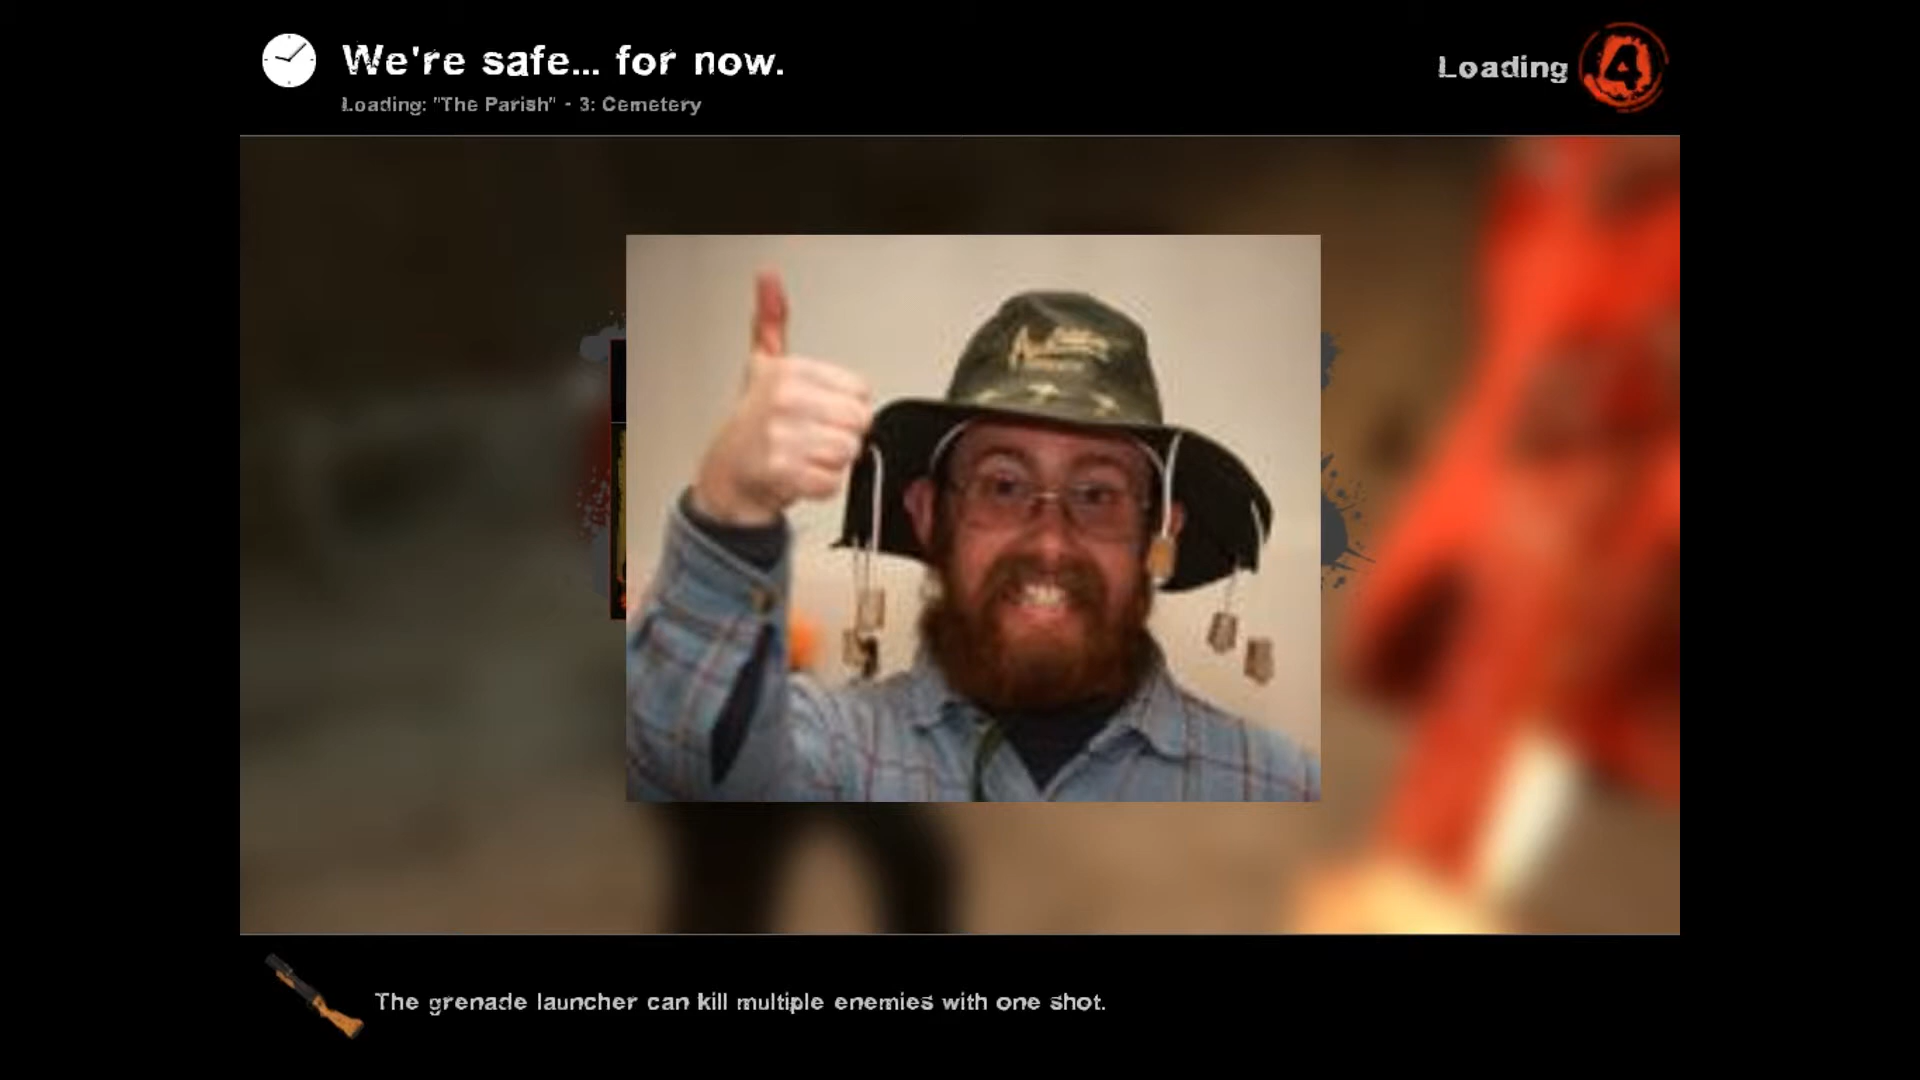 We're safe... for now.
Loading: "The Parish" - 3: Cemetery
Loading
4
The grenade launcher can kill multiple enemies with one shot.